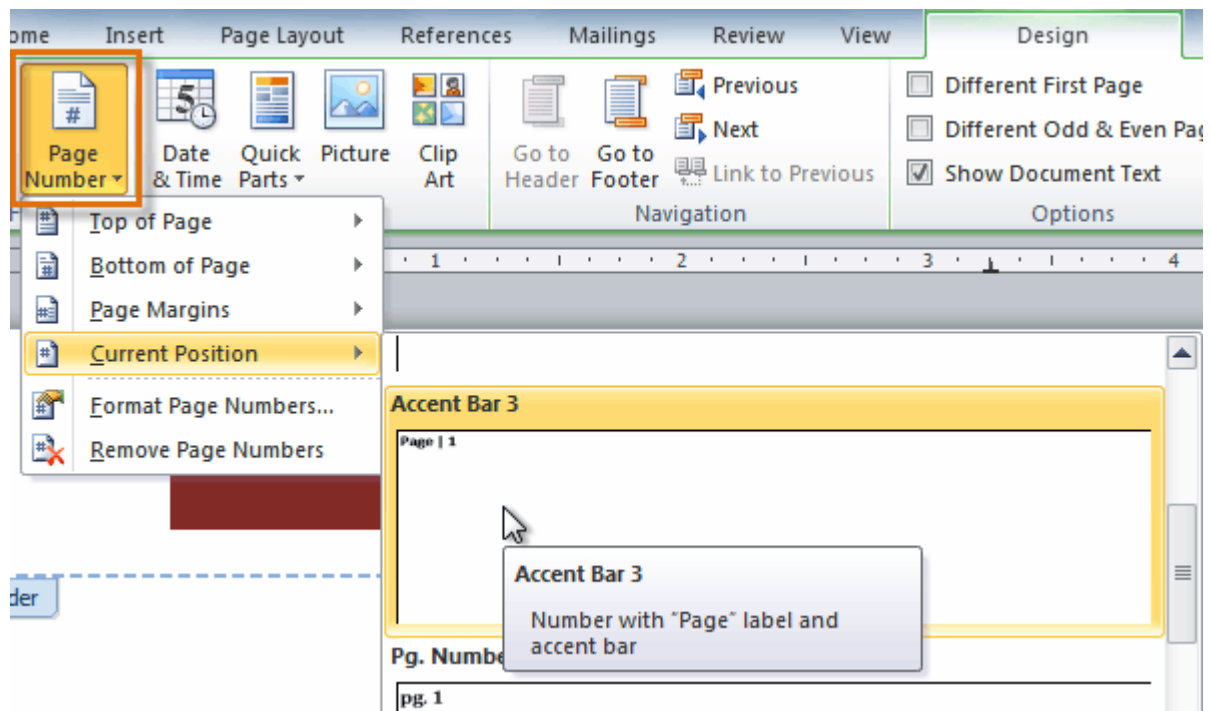 ome Insert Page Layout References Mailings Review View Design
Page Number
Date & Time
Quick Parts
Picture
Clip Art
Go to Header
Go to Footer
Previous
Next
Link to Previous
Navigation
Different First Page
Different Odd & Even Pag
Show Document Text
Options
Top of Page
Bottom of Page
Page Margins
Current Position
Format Page Numbers...
Remove Page Numbers
1 2 3 4
Accent Bar 3
Page | 1
Accent Bar 3
Number with "Page" label and
accent bar
der
Pg. Numbe
pg. 1